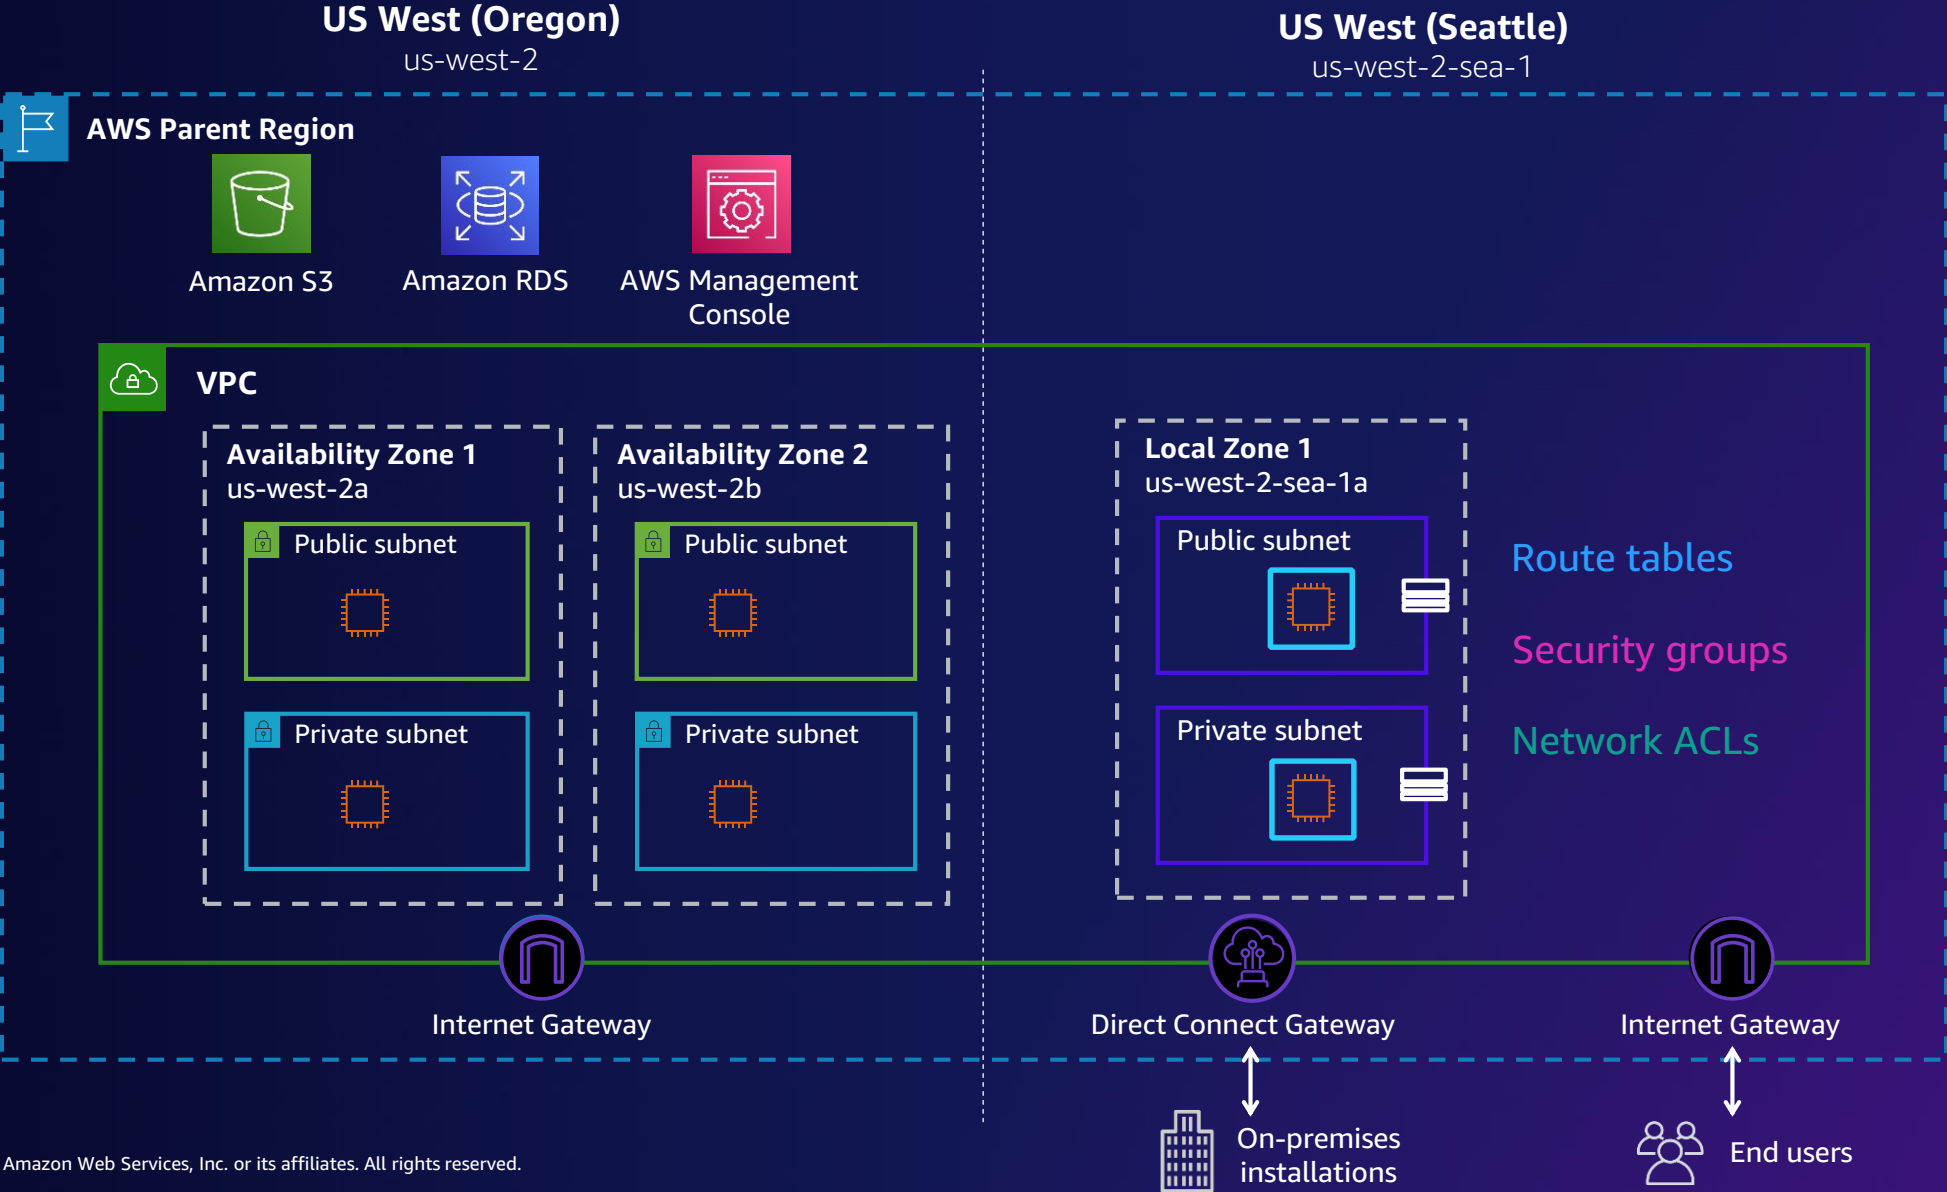 US West (Oregon)
us-west-2
US West (Seattle)
us-west-2-sea-1
AWS Parent Region
Amazon S3
Amazon RDS
AWS Management
Console
VPC
Availability Zone 1
us-west-2a
Public subnet
Private subnet
Availability Zone 2
us-west-2b
Public subnet
Private subnet
Local Zone 1
us-west-2-sea-1a
Public subnet
Private subnet
Route tables
Security groups
Network ACLs
Internet Gateway
Direct Connect Gateway
Internet Gateway
On-premises
installations
End users
Amazon Web Services, Inc. or its affiliates. All rights reserved.